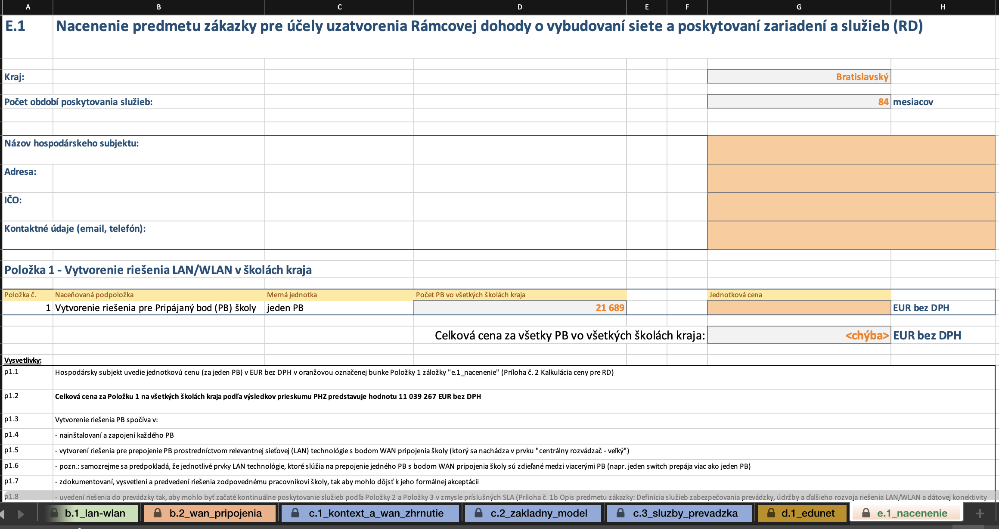 A B C D E F G H
E.1 Nacenenie predmetu zákazky pre účely uzatvorenia Rámcovej dohody o vybudovaní siete a poskytovaní zariadení a služieb (RD)
Kraj: Bratislavský
Počet období poskytovania služieb: 84 mesiacov
Názov hospodárskeho subjektu:
Adresa:
IČO:
Kontaktné údaje (email, telefón):
Položka 1 - Vytvorenie riešenia LAN/WLAN v školách kraja
Položka č. Naceňovaná podpoložka Merná jednotka Počet PB vo všetkých školách kraja Jednotková cena
1 Vytvorenie riešenia pre Pripájaný bod (PB) školy jeden PB 21 689 EUR bez DPH
Celková cena za všetky PB vo všetkých školách kraja: <chýba> EUR bez DPH
Vysvetlivky:
p1.1 Hospodársky subjekt uvedie jednotkovú cenu (za jeden PB) v EUR bez DPH v oranžovou označenej bunke Položky 1 záložky "e.1_nacenenie" (Príloha č. 2 Kalkulácia ceny pre RD)
p1.2 Celková cena za Položku 1 na všetkých školách kraja podľa výsledkov prieskumu PHZ predstavuje hodnotu 11 039 267 EUR bez DPH
p1.3 Vytvorenie riešenia PB spočíva v:
p1.4 - nainštalovaní a zapojení každého PB
p1.5 - vytvorení riešenia pre prepojenie PB prostredníctvom relevantnej sieťovej (LAN) technológie s bodom WAN pripojenia školy (ktorý sa nachádza v prvku "centrálny rozvádzač - veľký")
p1.6 - pozn.: samozrejme sa predpokladá, že jednotlivé prvky LAN technológie, ktoré slúžia na prepojenie jedného PB s bodom WAN pripojenia školy sú zdieľané medzi viacerými PB (napr. jeden switch prepája viac ako jeden PB)
p1.7 - zdokumentovaní, vysvetlení a predvedení riešenia zodpovednému pracovníkovi školy, tak aby mohlo dôjsť k jeho formálnej akceptácii
p1.8 - uvedení riešenia do prevádzky tak, aby mohlo byť začaté kontinuálne poskytovanie služieb podľa Položky 2 a Položky 3 v zmysle príslušných SLA (Príloha č. 1b Opis predmetu zákazky: Definícia služieb zabezpečovania prevádzky, údržby a ďalšieho rozvoja riešenia LAN/WLAN a dátovej konektivity
b.1_lan-wlan b.2_wan_pripojenia c.1_kontext_a_wan_zhrnutie c.2_zakladny_model c.3_sluzby_prevadzka d.1_edunet e.1_nacenenie +